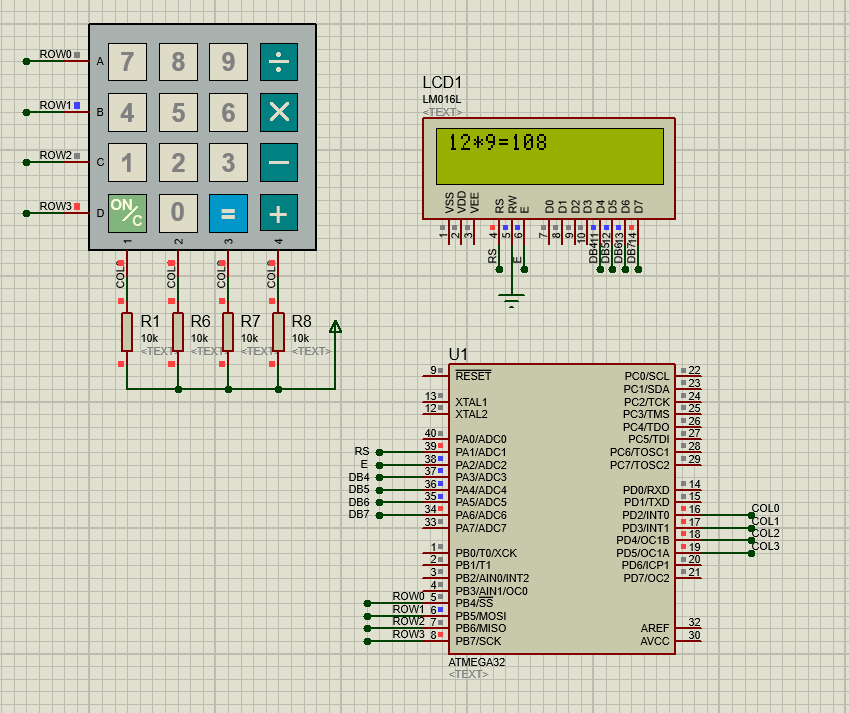 ROW0
ROW1
ROW2
ROW3
A
B
C
D
7 8 9 ÷
4 5 6 ×
1 2 3 −
ON/C 0 = +
1 2 3 4
COL COL COL COL
R1 R6 R7 R8
10k 10k 10k 10k
<TEXT> <TEXT> <TEXT> <TEXT>
LCD1
LM016L
<TEXT>
12*9=108
VSS VDD VEE RS RW E D0 D1 D2 D3 D4 D5 D6 D7
1 2 3 4 5 6 7 8 9 10 11 12 13 14
RS E DB4 DB5 DB6 DB7
U1
9 RESET
13 XTAL1
12 XTAL2
40 PA0/ADC0
RS 39 PA1/ADC1
E 38 PA2/ADC2
DB4 37 PA3/ADC3
DB5 36 PA4/ADC4
DB6 35 PA5/ADC5
DB7 34 PA6/ADC6
33 PA7/ADC7
1 PB0/T0/XCK
2 PB1/T1
3 PB2/AIN0/INT2
4 PB3/AIN1/OC0
ROW0 5 PB4/SS
ROW1 6 PB5/MOSI
ROW2 7 PB6/MISO
ROW3 8 PB7/SCK
PC0/SCL 22
PC1/SDA 23
PC2/TCK 24
PC3/TMS 25
PC4/TDO 26
PC5/TDI 27
PC6/TOSC1 28
PC7/TOSC2 29
PD0/RXD 14
PD1/TXD 15
PD2/INT0 16 COL0
PD3/INT1 17 COL1
PD4/OC1B 18 COL2
PD5/OC1A 19 COL3
PD6/ICP1 20
PD7/OC2 21
AREF 32
AVCC 30
ATMEGA32
<TEXT>